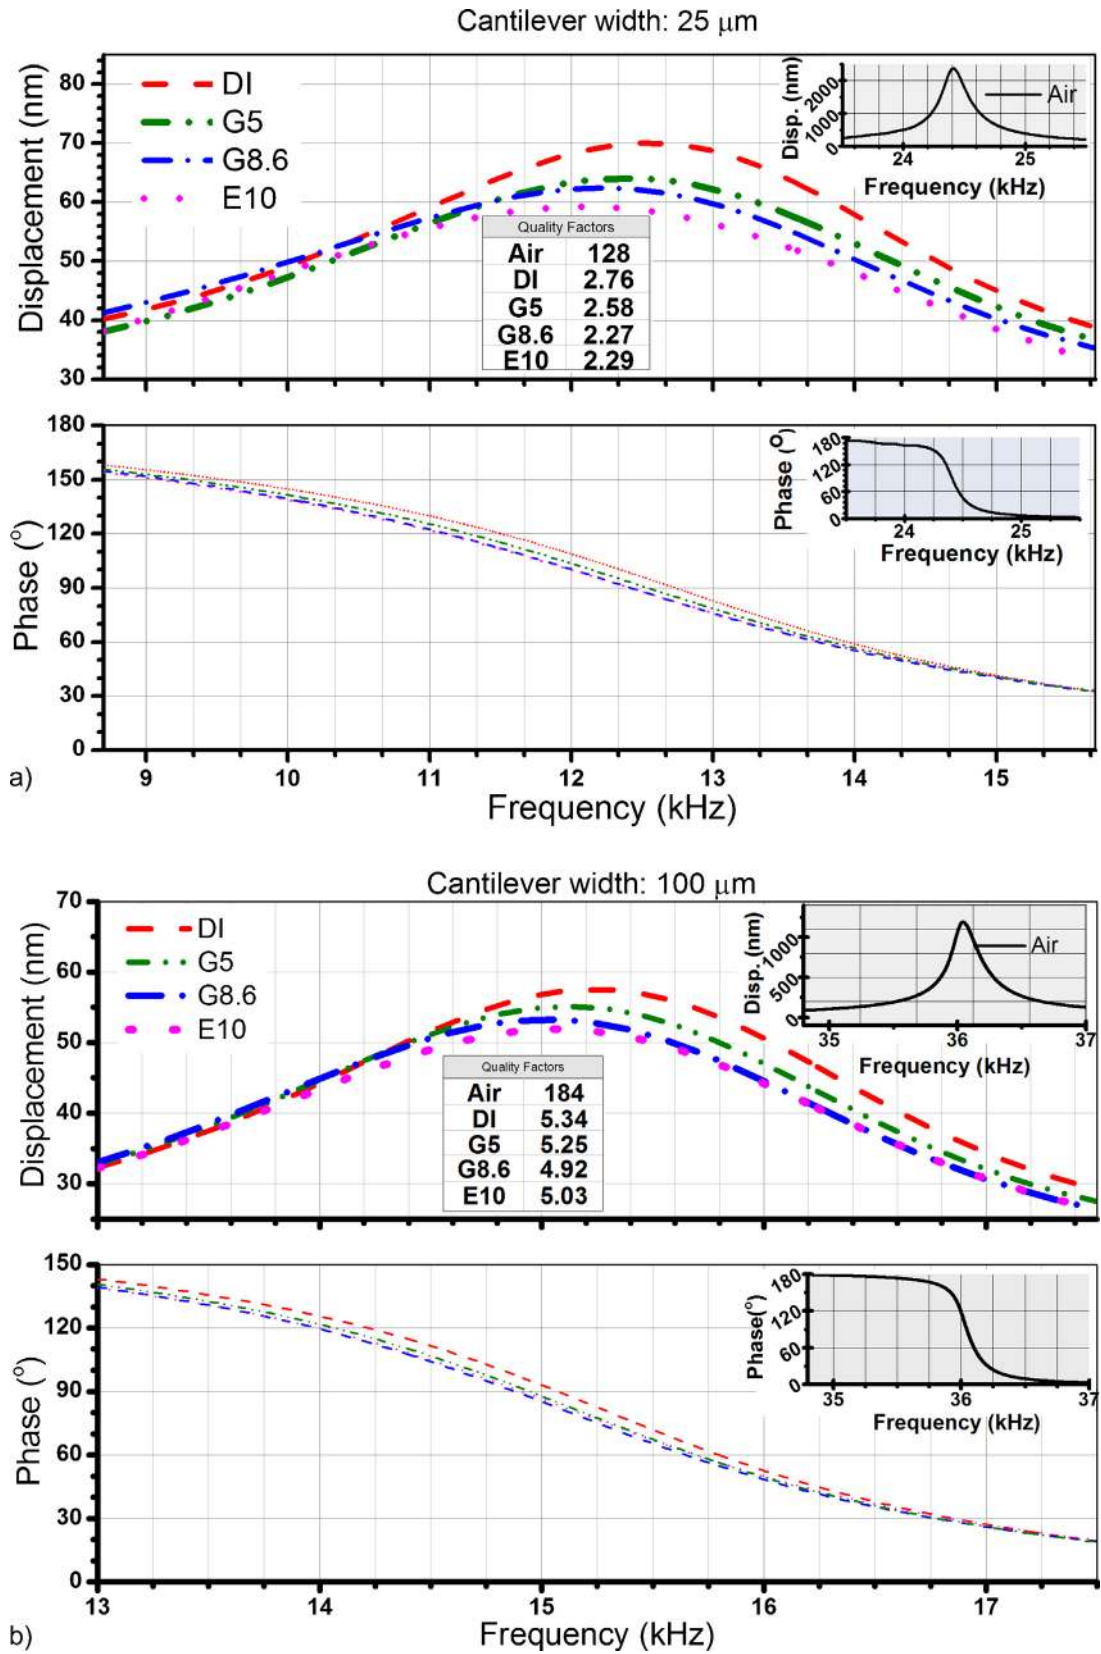 Cantilever width: 25 μm
Displacement (nm)
80
70
60
50
40
30
DI
G5
G8.6
E10
Quality Factors
Air 128
DI 2.76
G5 2.58
G8.6 2.27
E10 2.29
Disp. (nm)
2000
1000
0
Air
24 25
Frequency (kHz)
Phase (°)
180
150
120
90
60
30
0
Phase (°)
180
120
60
0
24 25
Frequency (kHz)
9 10 11 12 13 14 15
Frequency (kHz)
a)
Cantilever width: 100 μm
Displacement (nm)
70
60
50
40
30
DI
G5
G8.6
E10
Quality Factors
Air 184
DI 5.34
G5 5.25
G8.6 4.92
E10 5.03
Disp. (nm)
1000
500
0
Air
35 36 37
Frequency (kHz)
Phase (°)
150
120
90
60
30
0
Phase(°)
180
120
60
0
35 36 37
Frequency (kHz)
13 14 15 16 17
Frequency (kHz)
b)